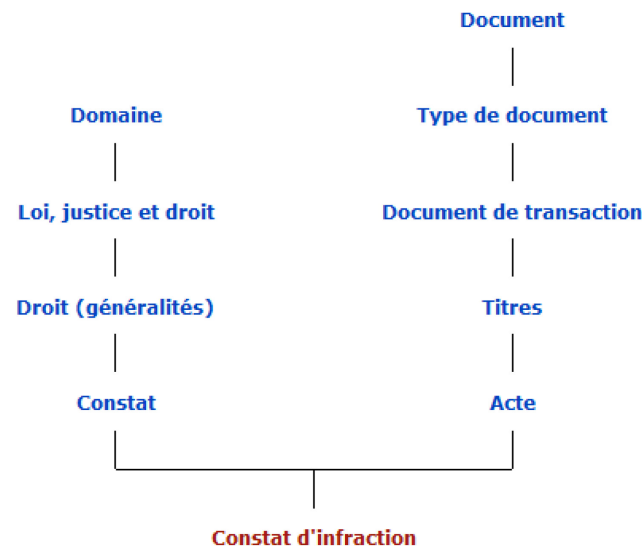 Document
Domaine
Type de document
Loi, justice et droit
Document de transaction
Droit (généralités)
Titres
Constat
Acte
Constat d'infraction